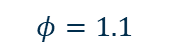 ϕ = 1.1